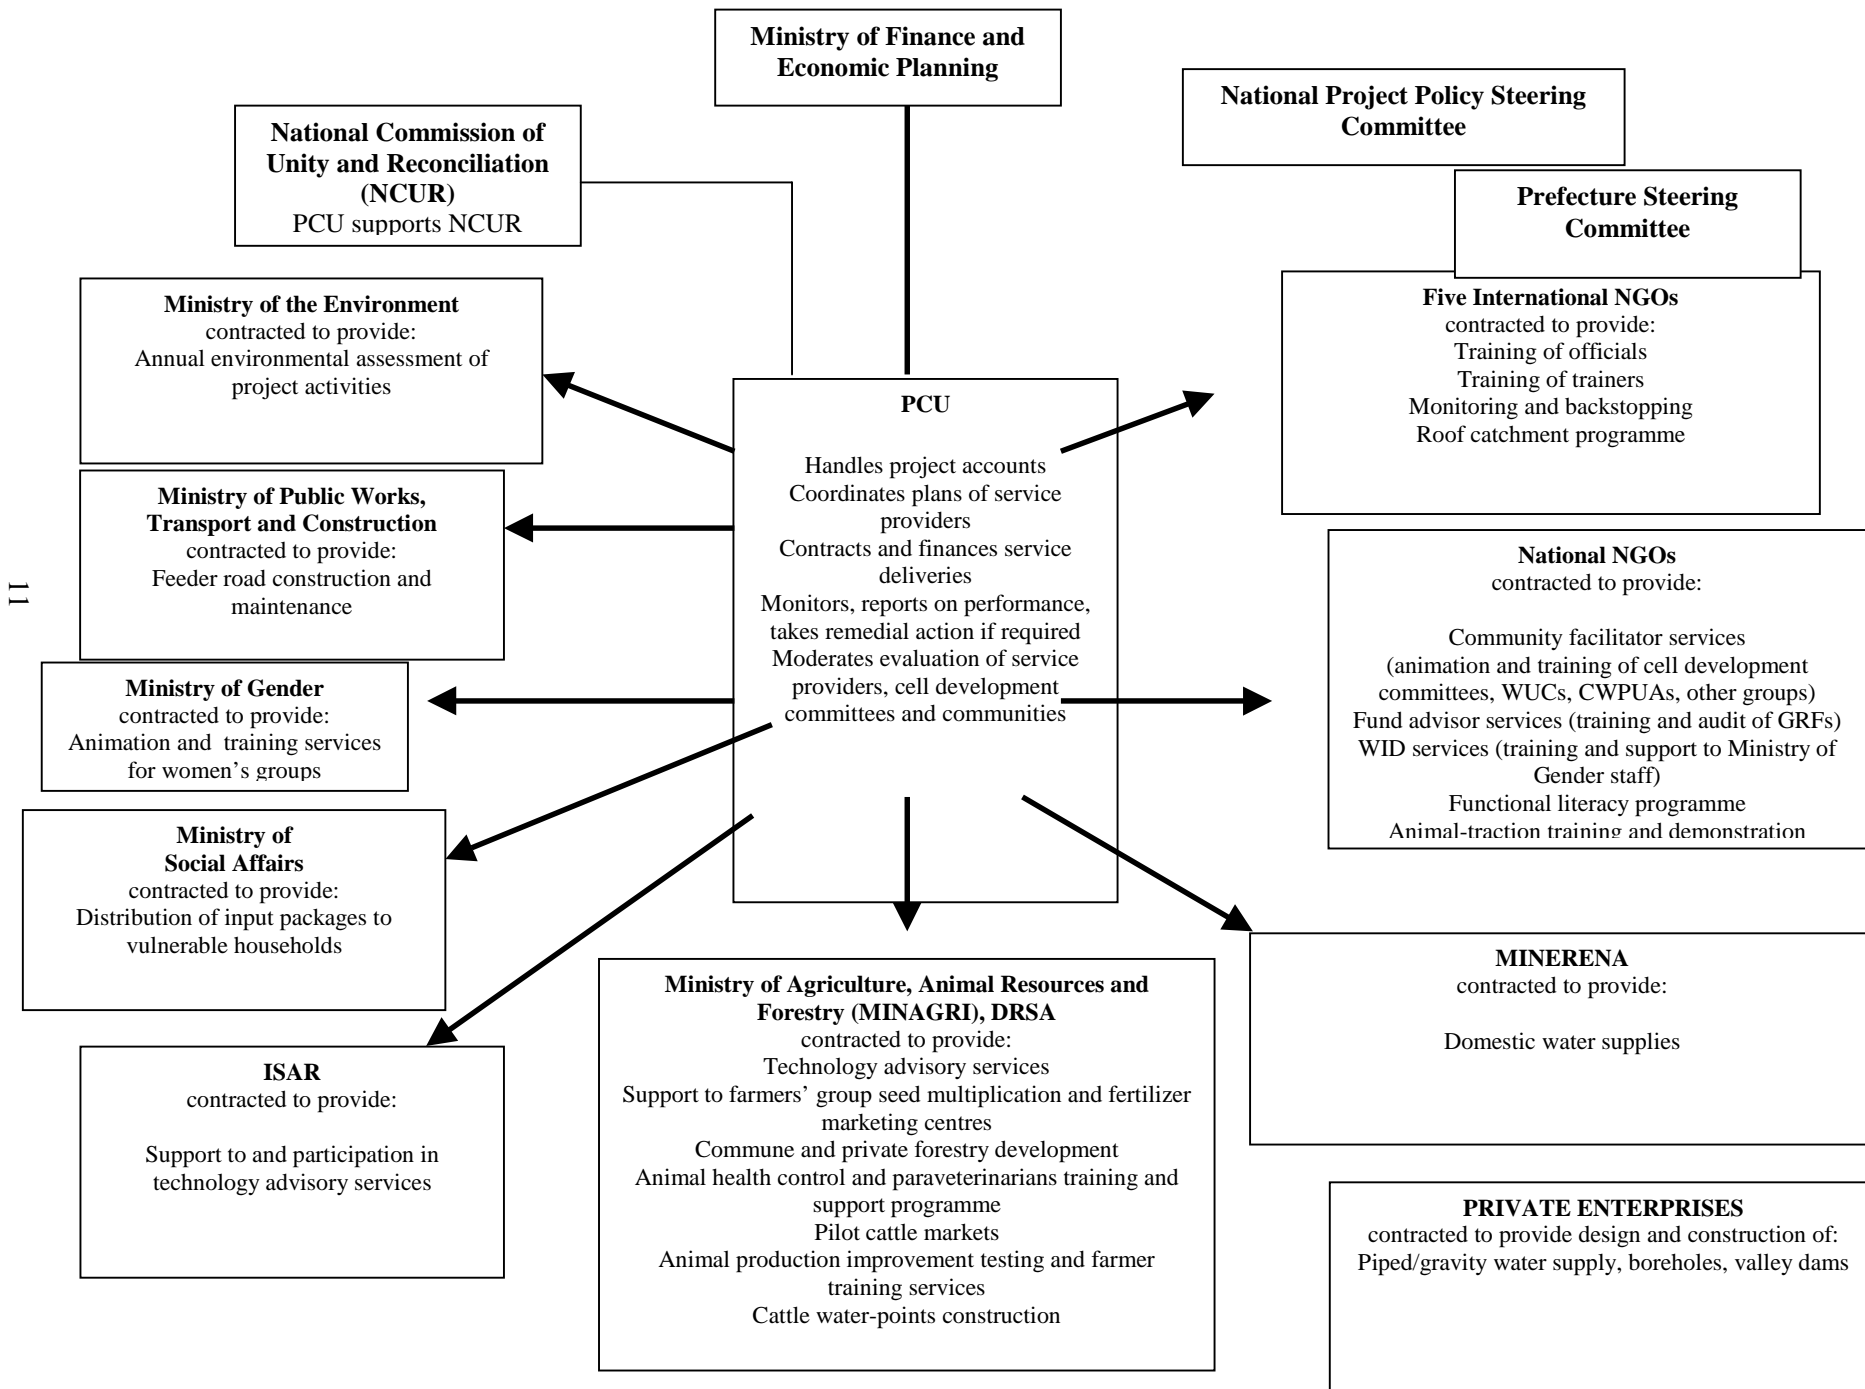 Ministry of Finance and
Economic Planning
National Project Policy Steering
Committee
National Commission of
Unity and Reconciliation
(NCUR)
PCU supports NCUR
Prefecture Steering
Committee
Ministry of the Environment
contracted to provide:
Annual environmental assessment of
project activities
Five International NGOs
contracted to provide:
Training of officials
Training of trainers
Monitoring and backstopping
Roof catchment programme
PCU
Handles project accounts
Coordinates plans of service
providers
Contracts and finances service
deliveries
Monitors, reports on performance,
takes remedial action if required
Moderates evaluation of service
providers, cell development
committees and communities
Ministry of Public Works,
Transport and Construction
contracted to provide:
Feeder road construction and
maintenance
11
National NGOs
contracted to provide:
Community facilitator services
(animation and training of cell development
committees, WUCs, CWPUAs, other groups)
Fund advisor services (training and audit of GRFs)
WID services (training and support to Ministry of
Gender staff)
Functional literacy programme
Animal-traction training and demonstration
Ministry of Gender
contracted to provide:
Animation and  training services
for women's groups
Ministry of
Social Affairs
contracted to provide:
Distribution of input packages to
vulnerable households
MINERENA
contracted to provide:
Domestic water supplies
Ministry of Agriculture, Animal Resources and
Forestry (MINAGRI), DRSA
contracted to provide:
Technology advisory services
Support to farmers' group seed multiplication and fertilizer
marketing centres
Commune and private forestry development
Animal health control and paraveterinarians training and
support programme
Pilot cattle markets
Animal production improvement testing and farmer
training services
Cattle water-points construction
ISAR
contracted to provide:
Support to and participation in
technology advisory services
PRIVATE ENTERPRISES
contracted to provide design and construction of:
Piped/gravity water supply, boreholes, valley dams